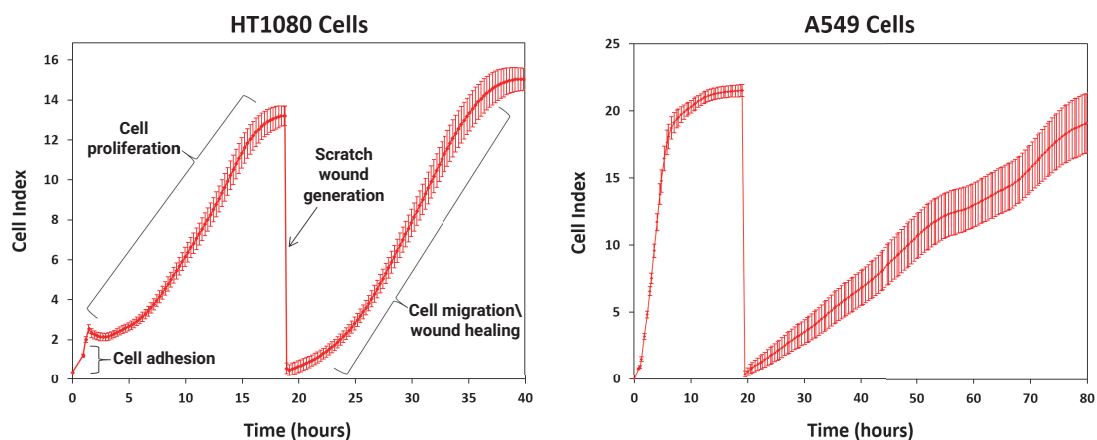 HT1080 Cells
16
14
12
10
8
6
4
2
0
Cell Index
Cell
proliferation
Scratch
wound
generation
Cell migration\
wound healing
Cell adhesion
0 5 10 15 20 25 30 35 40
Time (hours)
A549 Cells
25
20
15
10
5
0
Cell Index
0 10 20 30 40 50 60 70 80
Time (hours)